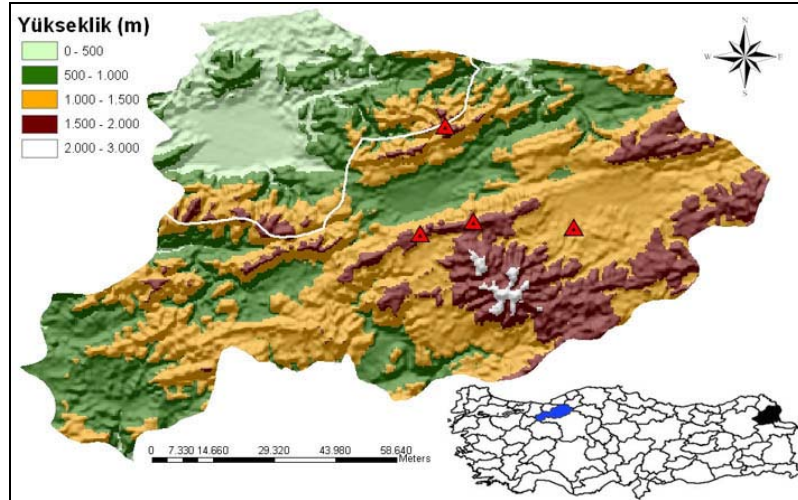 Yükseklik (m)
0 - 500
500 - 1.000
1.000 - 1.500
1.500 - 2.000
2.000 - 3.000
N
W E
S
0 7.330 14.660 29.320 43.980 58.640
Meters